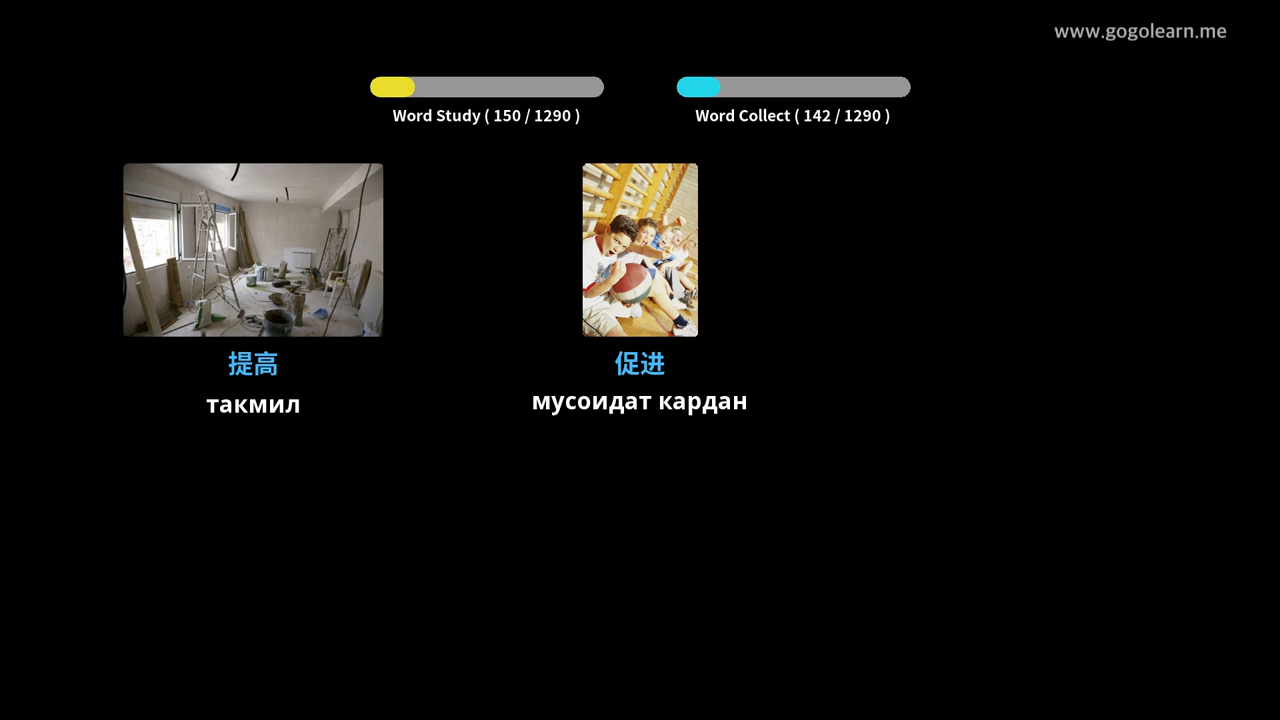 www.gogolearn.me
Word Study ( 150 / 1290 )
Word Collect ( 142 / 1290 )
提高
такмил
促进
мусоидат кардан